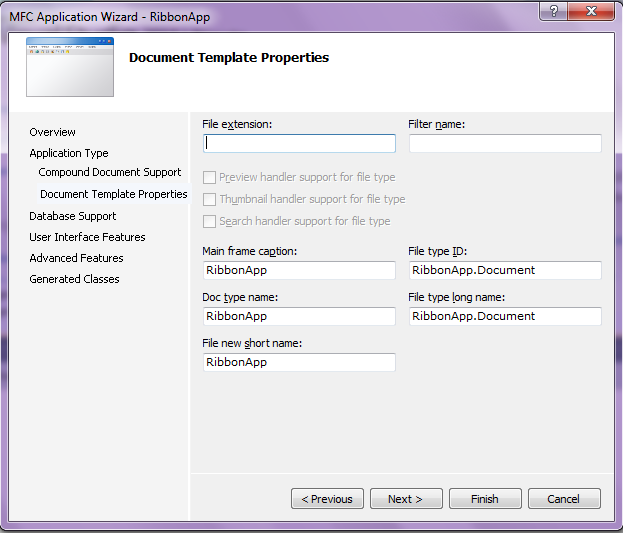 MFC Application Wizard - RibbonApp
?
X
Document Template Properties
Overview
Application Type
Compound Document Support
Document Template Properties
Database Support
User Interface Features
Advanced Features
Generated Classes
File extension:
Filter name:
Preview handler support for file type
Thumbnail handler support for file type
Search handler support for file type
Main frame caption:
File type ID:
RibbonApp
RibbonApp.Document
Doc type name:
File type long name:
RibbonApp
RibbonApp.Document
File new short name:
RibbonApp
< Previous
Next >
Finish
Cancel